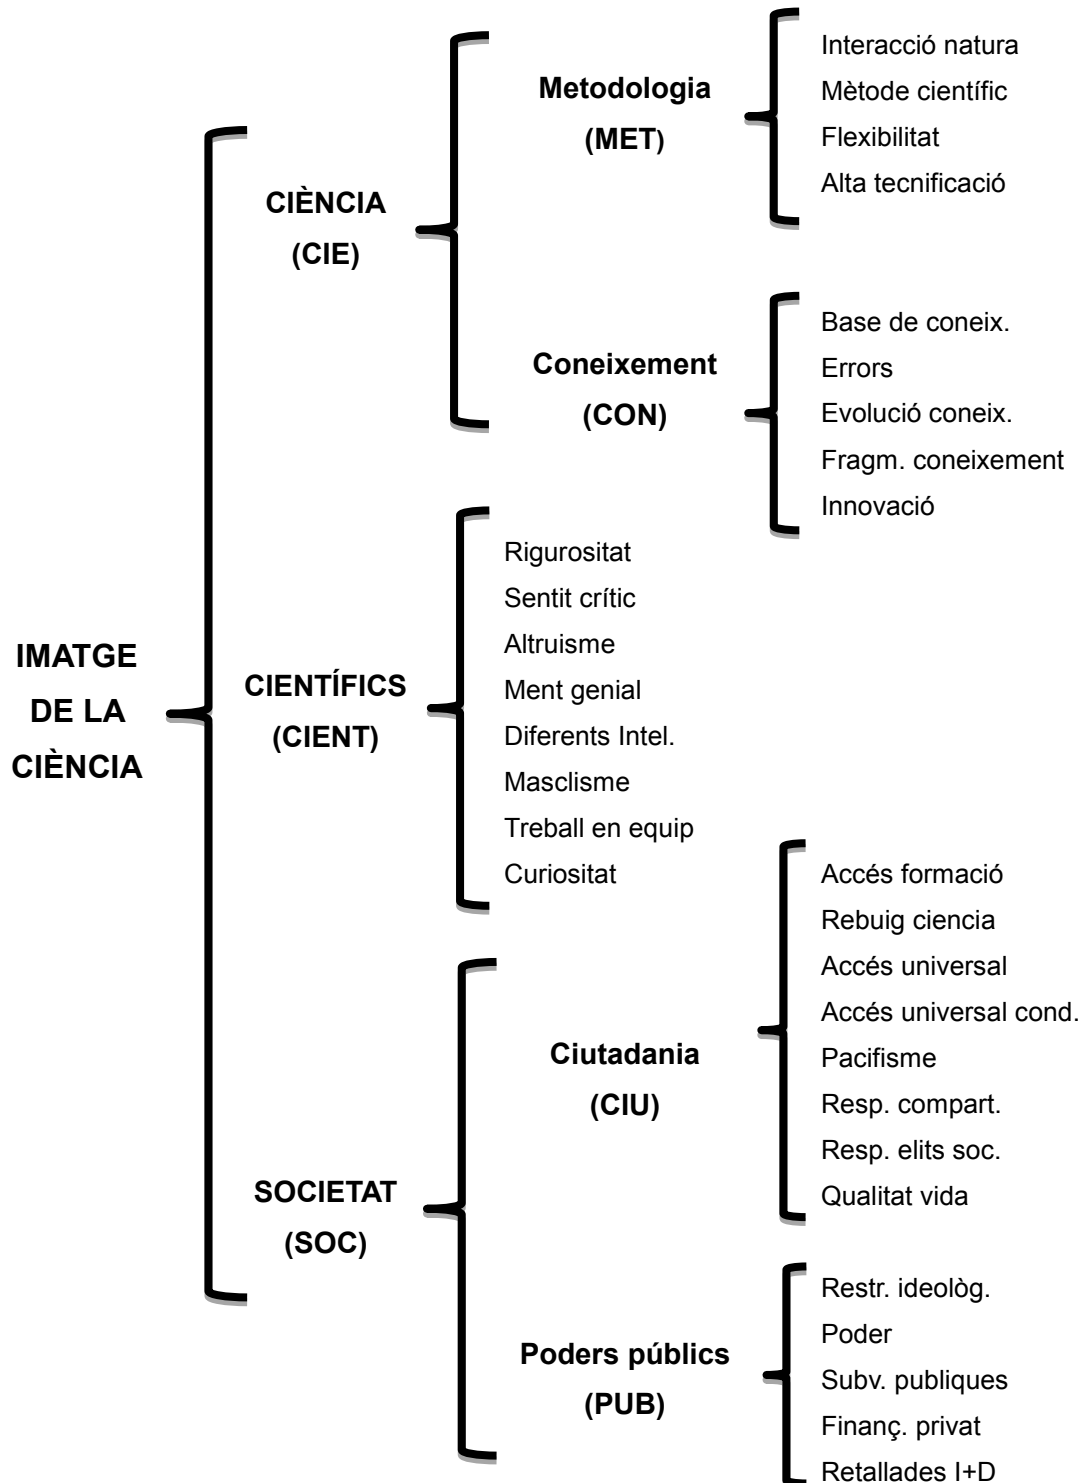 IMATGE
DE LA
CIÈNCIA
CIÈNCIA
(CIE)
Metodologia
(MET)
Interacció natura
Mètode científic
Flexibilitat
Alta tecnificació
Coneixement
(CON)
Base de coneix.
Errors
Evolució coneix.
Fragm. coneixement
Innovació
CIENTÍFICS
(CIENT)
Rigurositat
Sentit crític
Altruisme
Ment genial
Diferents Intel.
Masclisme
Treball en equip
Curiositat
SOCIETAT
(SOC)
Ciutadania
(CIU)
Accés formació
Rebuig ciencia
Accés universal
Accés universal cond.
Pacifisme
Resp. compart.
Resp. elits soc.
Qualitat vida
Poders públics
(PUB)
Restr. ideològ.
Poder
Subv. publiques
Finanç. privat
Retallades I+D